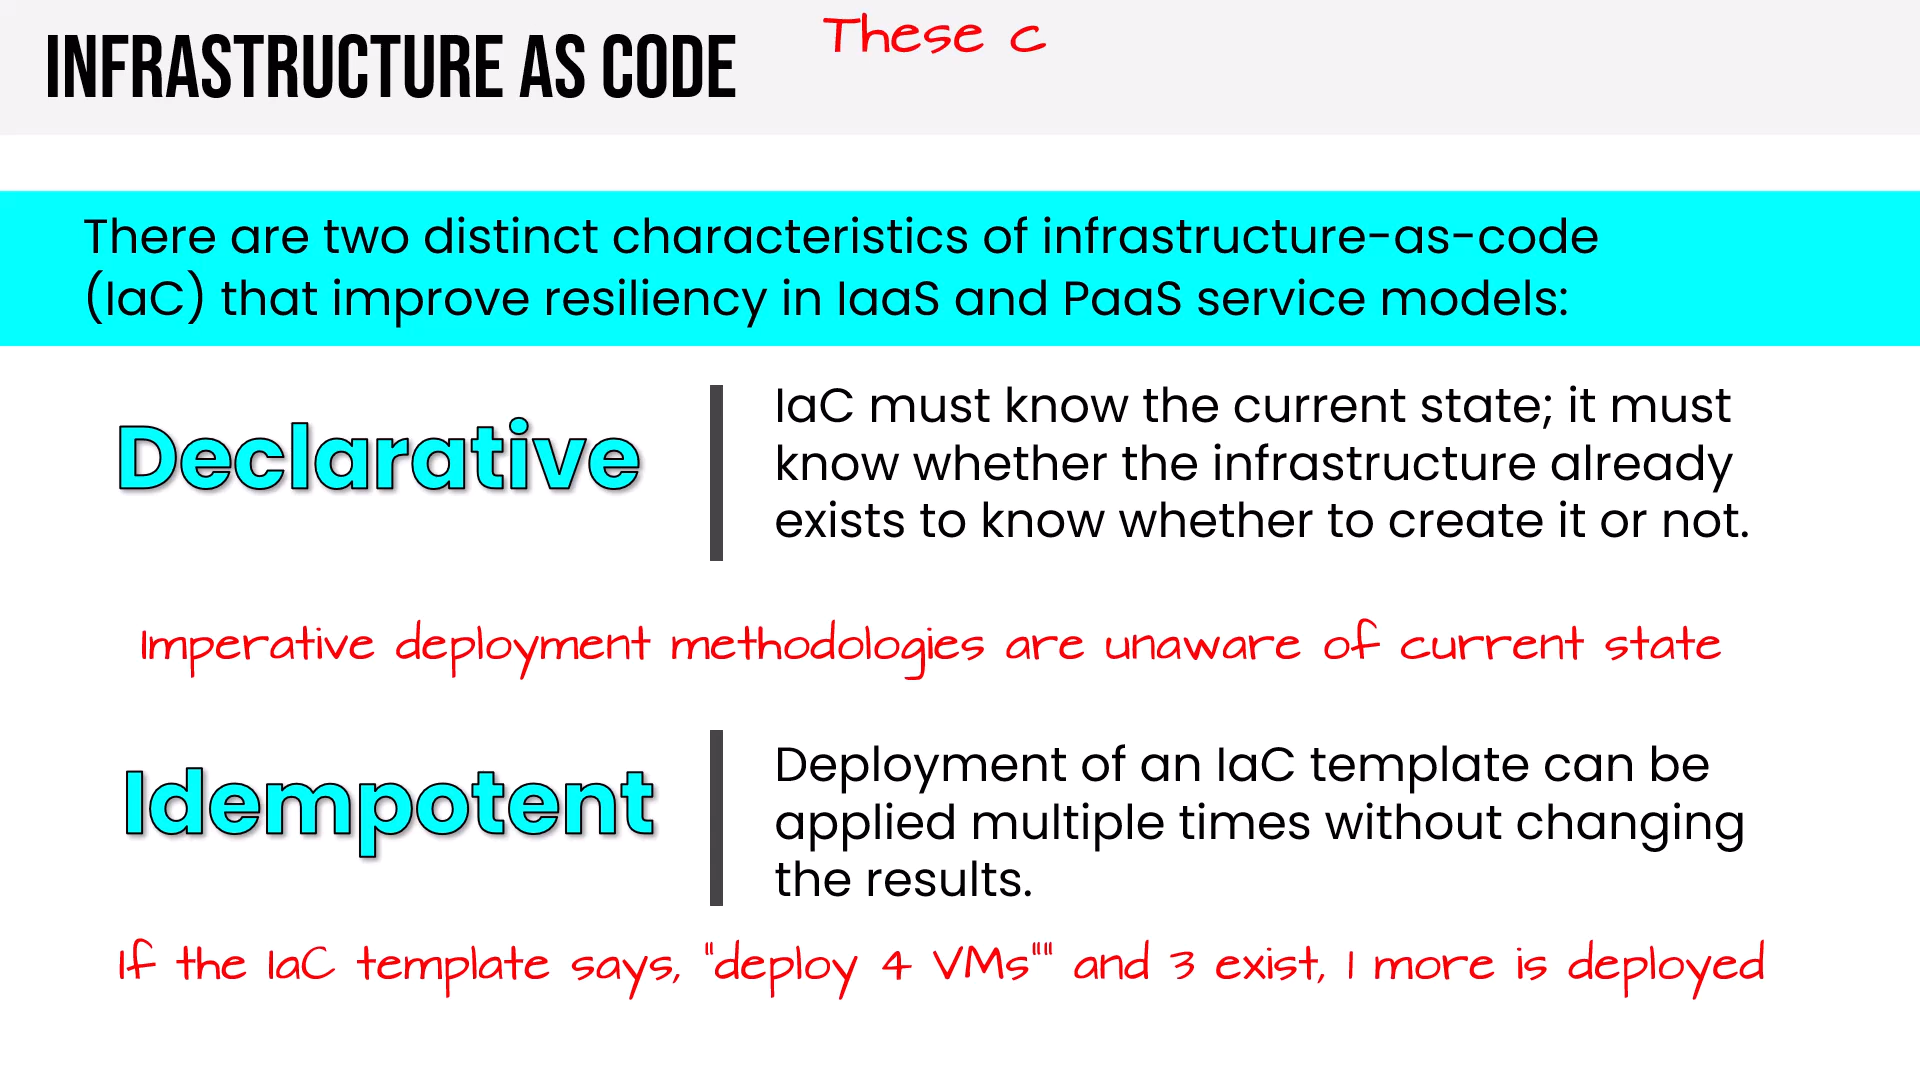 INFRASTRUCTURE AS CODE
These c
There are two distinct characteristics of infrastructure-as-code
(IaC) that improve resiliency in IaaS and PaaS service models:
Declarative
IaC must know the current state; it must
know whether the infrastructure already
exists to know whether to create it or not.
Imperative deployment methodologies are unaware of current state
Idempotent
Deployment of an IaC template can be
applied multiple times without changing
the results.
If the IaC template says, "deploy 4 VMs"" and 3 exist, 1 more is deployed